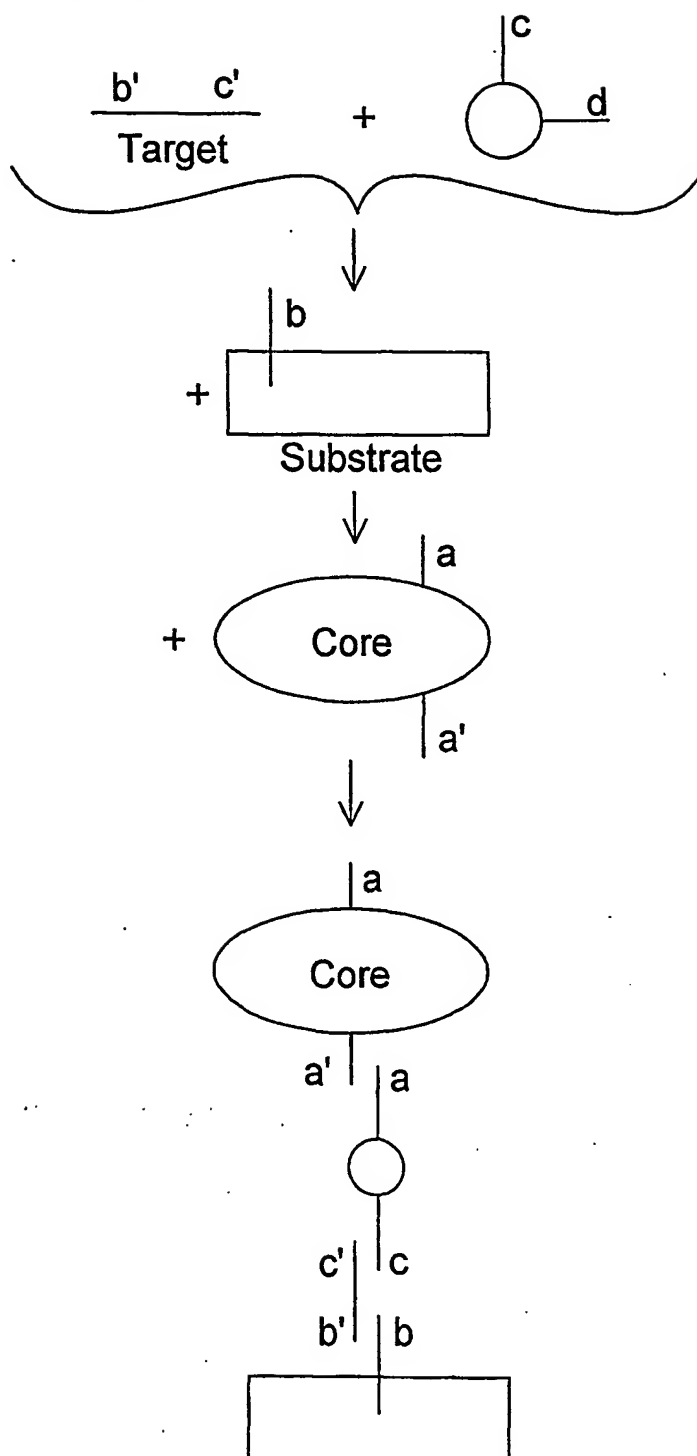 c
b' c' + d
Target
b
+
Substrate
a
+ Core
a'
a
Core
a' a
c' c
b' b